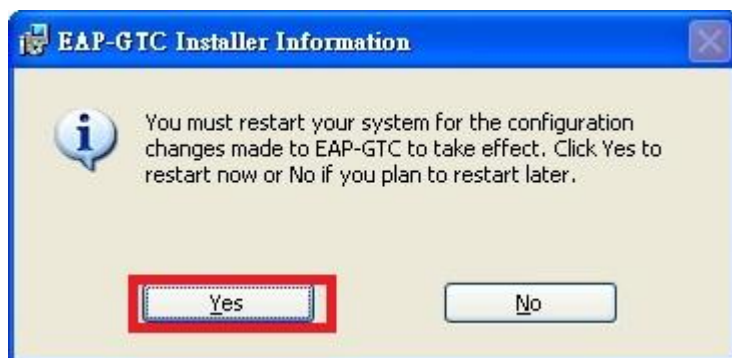 EAP-GTC Installer Information
You must restart your system for the configuration
changes made to EAP-GTC to take effect. Click Yes to
restart now or No if you plan to restart later.
Yes
No